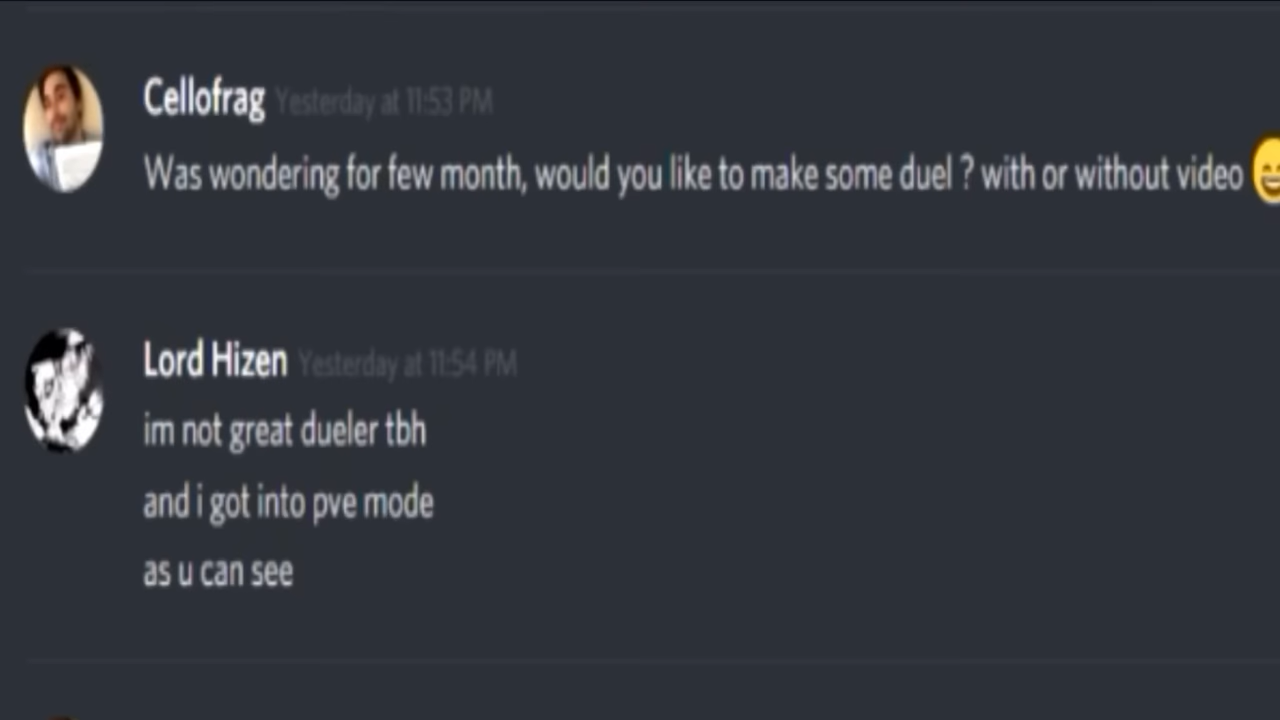 Cellofrag Yesterday at 11:53 PM
Was wondering for few month, would you like to make some duel ? with or without video
Lord Hizen Yesterday at 11:54 PM
im not great dueler tbh
and i got into pve mode
as u can see